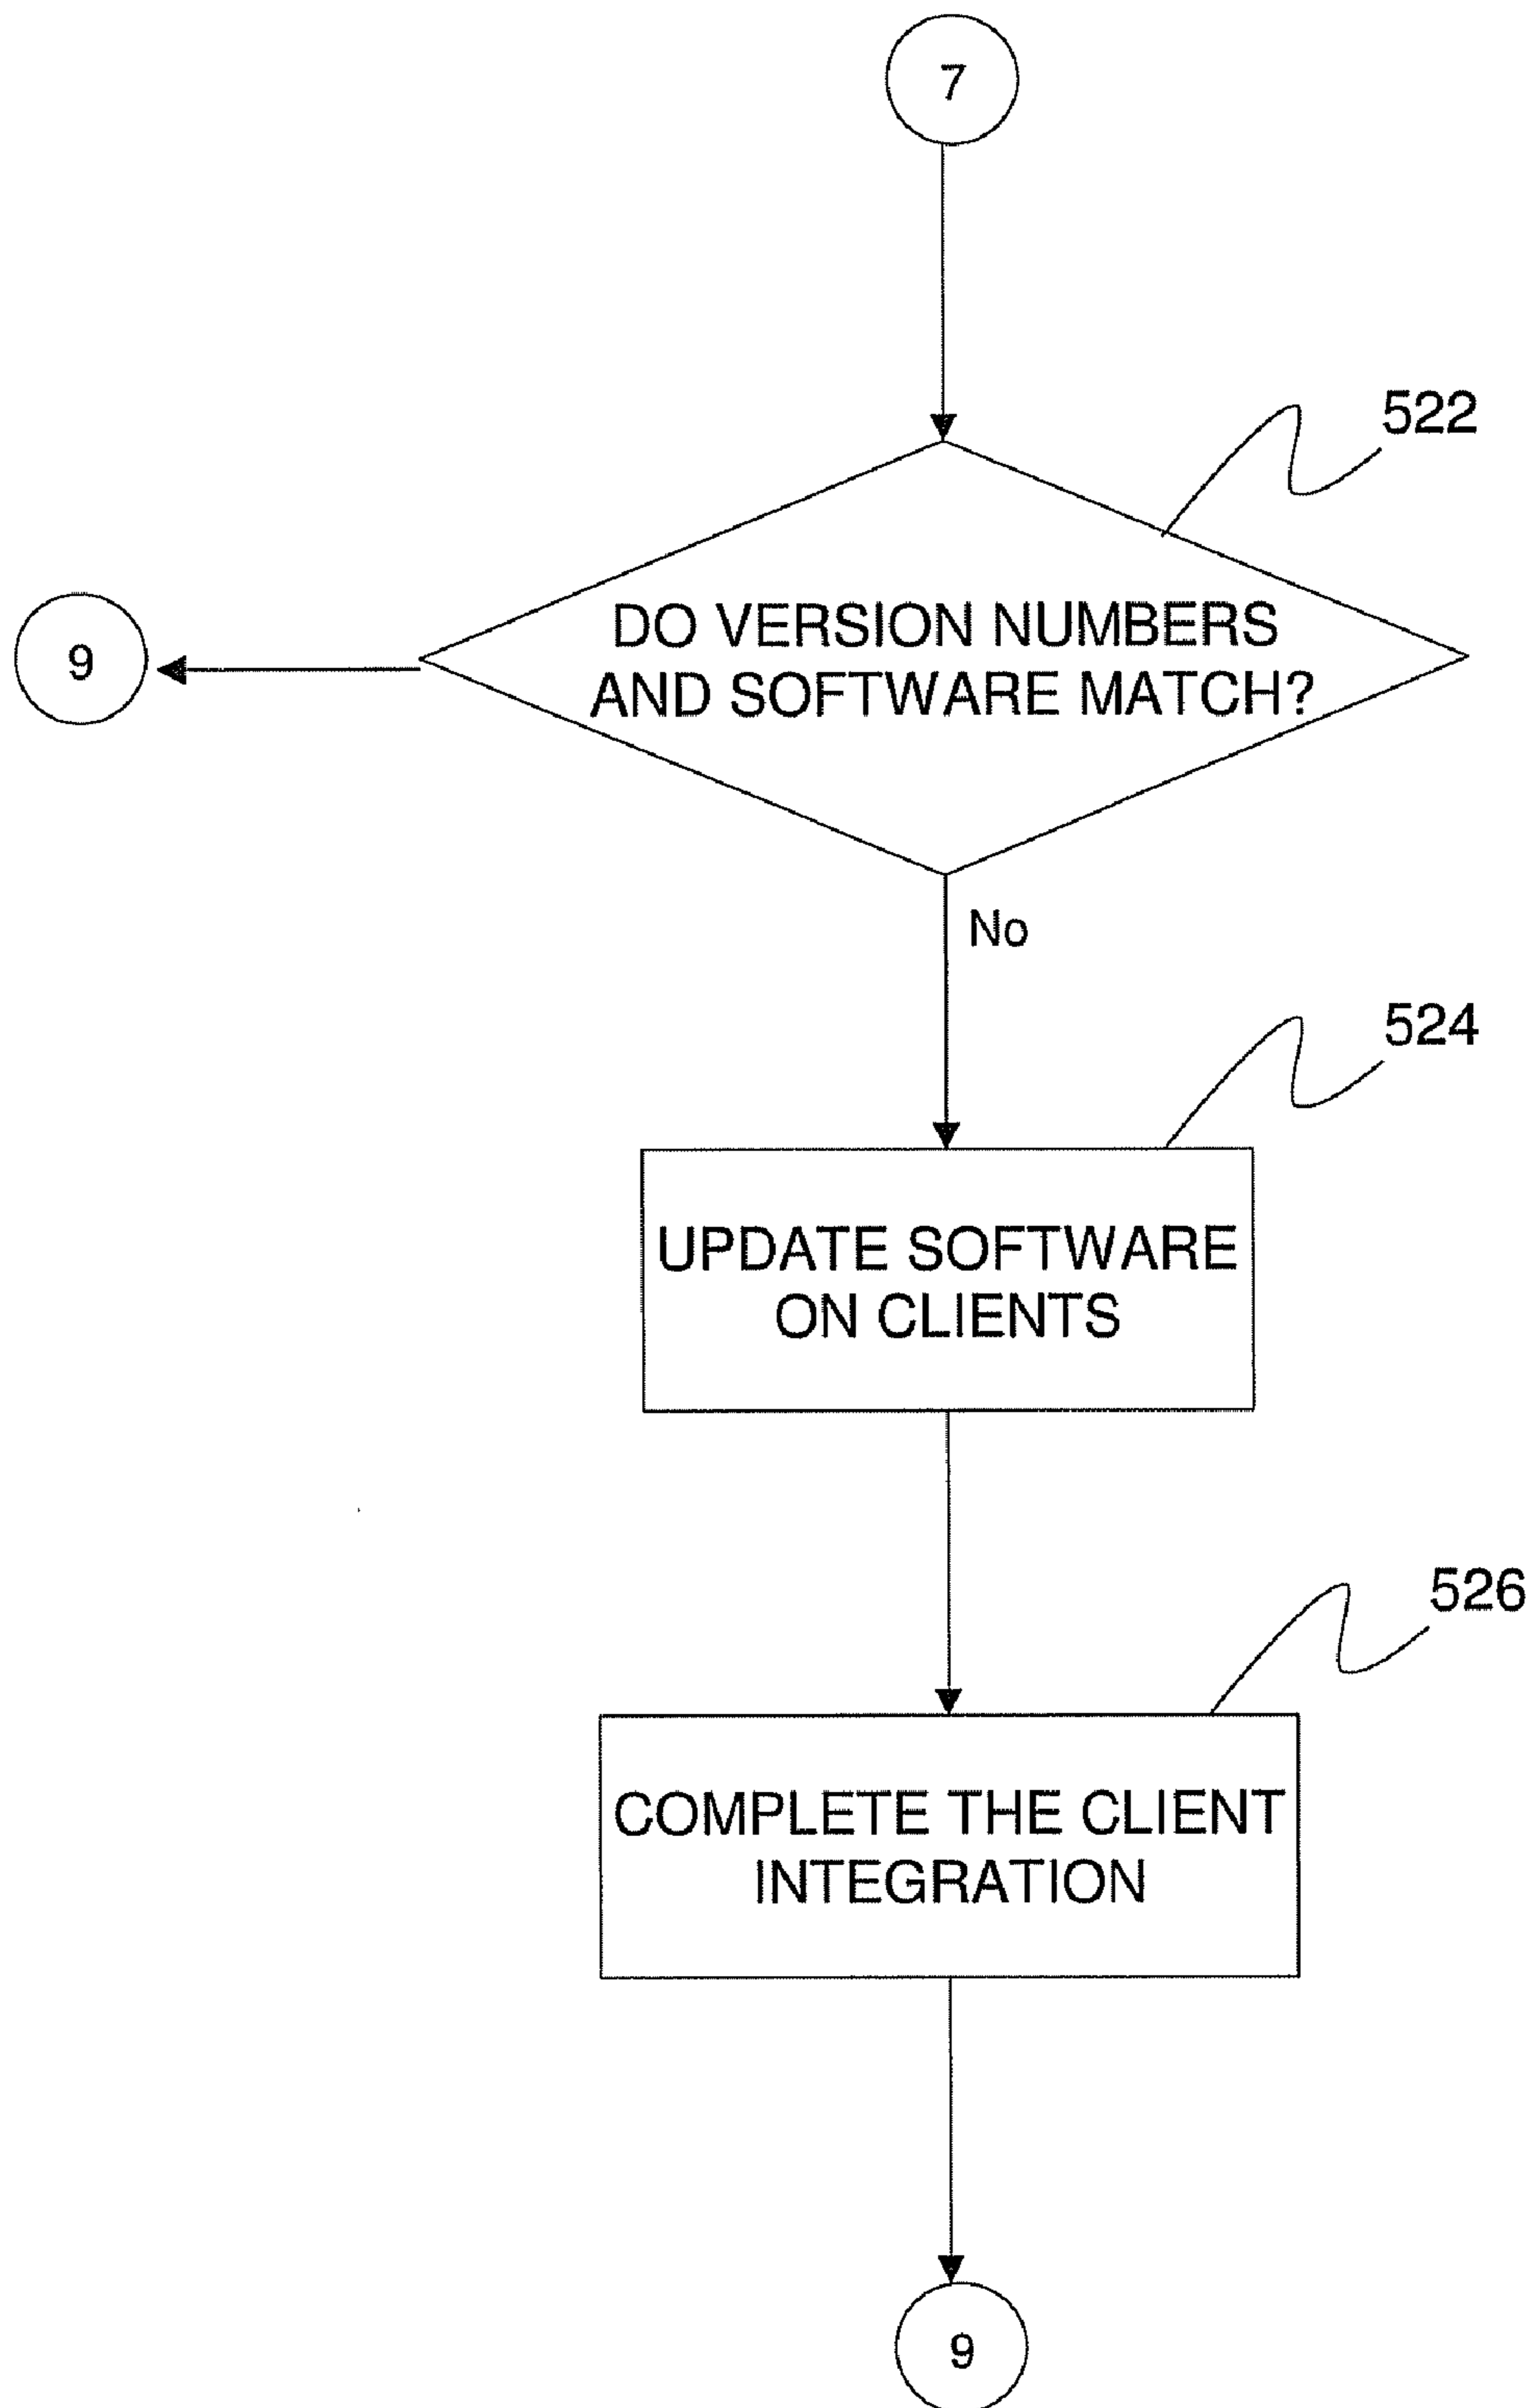 7
522
DO VERSION NUMBERS
AND SOFTWARE MATCH?
9
No
524
UPDATE SOFTWARE
ON CLIENTS
526
COMPLETE THE CLIENT
INTEGRATION
9